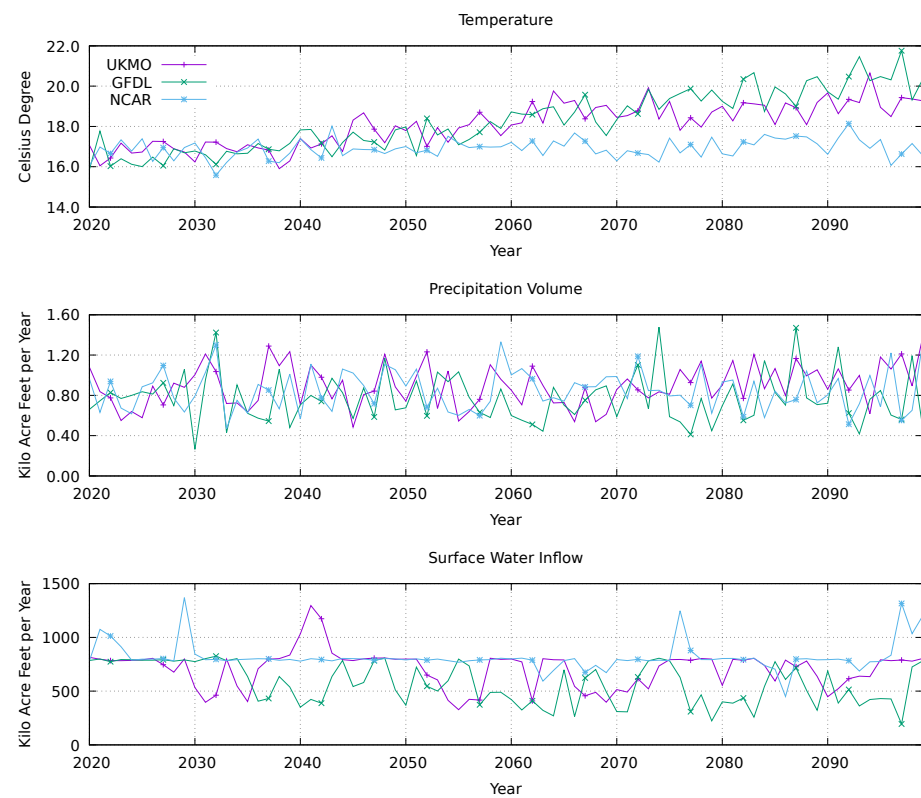 Temperature
Celsius Degree
22.0
20.0
18.0
16.0
14.0
UKMO
GFDL
NCAR
2020 2030 2040 2050 2060 2070 2080 2090
Year
Precipitation Volume
Kilo Acre Feet per Year
1.60
1.20
0.80
0.40
0.00
2020 2030 2040 2050 2060 2070 2080 2090
Year
Surface Water Inflow
Kilo Acre Feet per Year
1500
1000
500
0
2020 2030 2040 2050 2060 2070 2080 2090
Year